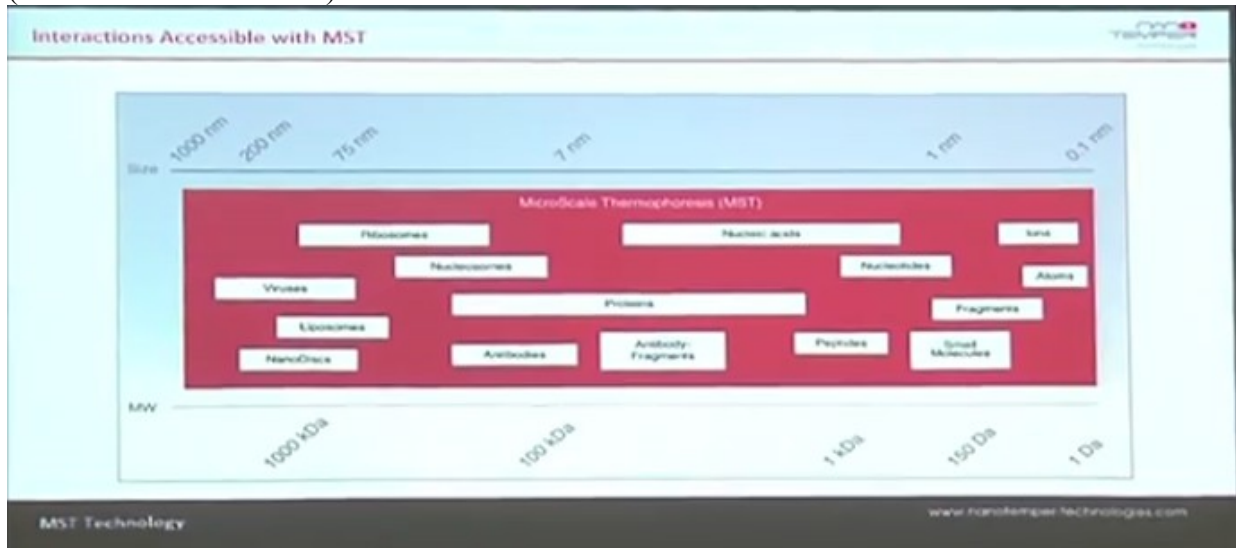 Interactions Accessible with MST
NANO
TEMPER
1000 nm
200 nm
75 nm
7 nm
1 nm
0.1 nm
Size
MicroScale Thermophoresis (MST)
Ribosomes
Nucleic acids
Ions
Nucleosomes
Nucleotides
Atoms
Viruses
Proteins
Fragments
Liposomes
NanoDiscs
Antibodies
Antibody-
Fragments
Peptides
Small
Molecules
MW
1000 kDa
100 kDa
1 kDa
150 Da
1 Da
MST Technology
www.nanotemper-technologies.com